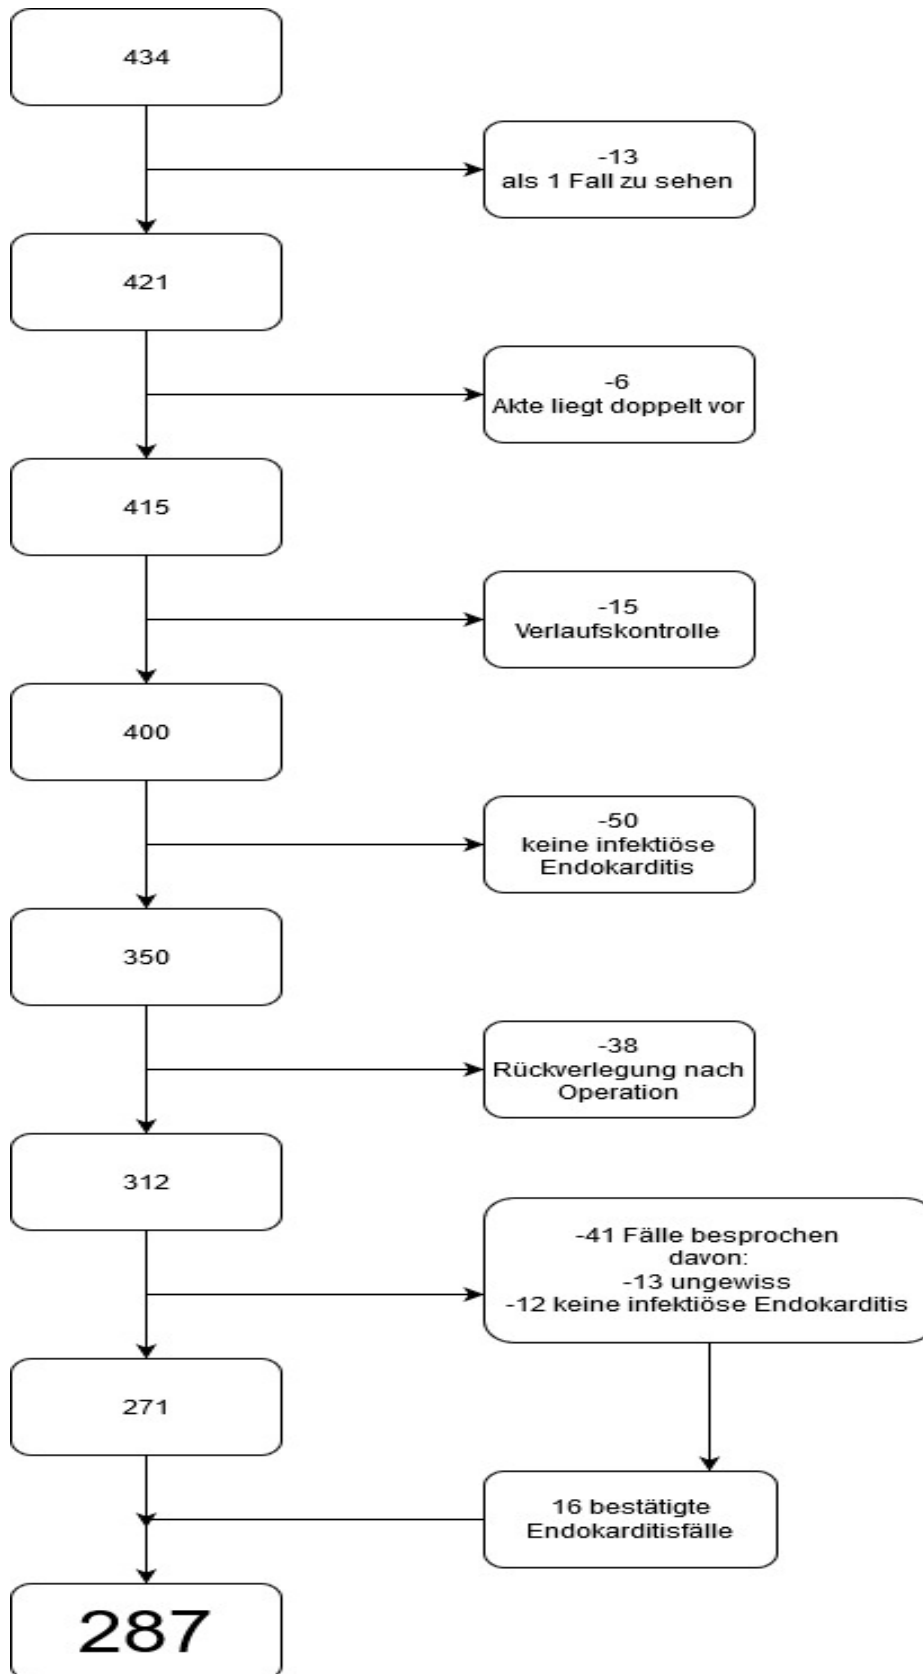 434
-13
als 1 Fall zu sehen
421
-6
Akte liegt doppelt vor
415
-15
Verlaufskontrolle
400
-50
keine infektiöse
Endokarditis
350
-38
Rückverlegung nach
Operation
312
-41 Fälle besprochen
davon:
-13 ungewiss
-12 keine infektiöse Endokarditis
271
16 bestätigte
Endokarditisfälle
287